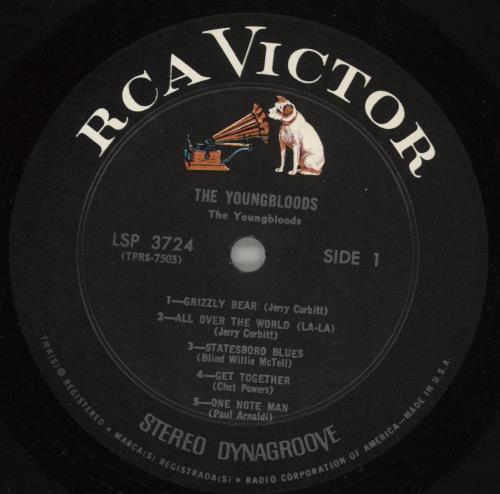 RCA VICTOR
THE YOUNGBLOODS
The Youngbloods
LSP 3724
(TPRS-7503)
SIDE 1
1—GRIZZLY BEAR (Jerry Corbitt)
2—ALL OVER THE WORLD (LA-LA)
(Jerry Corbitt)
3—STATESBORO BLUES
(Blind Willie McTell)
4—GET TOGETHER
(Chet Powers)
5—ONE NOTE MAN
(Paul Arnaldi)
STEREO DYNAGROOVE
TMK(S) ® REGISTERED • MARCA(S) REGISTRADA(S) • RADIO CORPORATION OF AMERICA—MADE IN U.S.A.